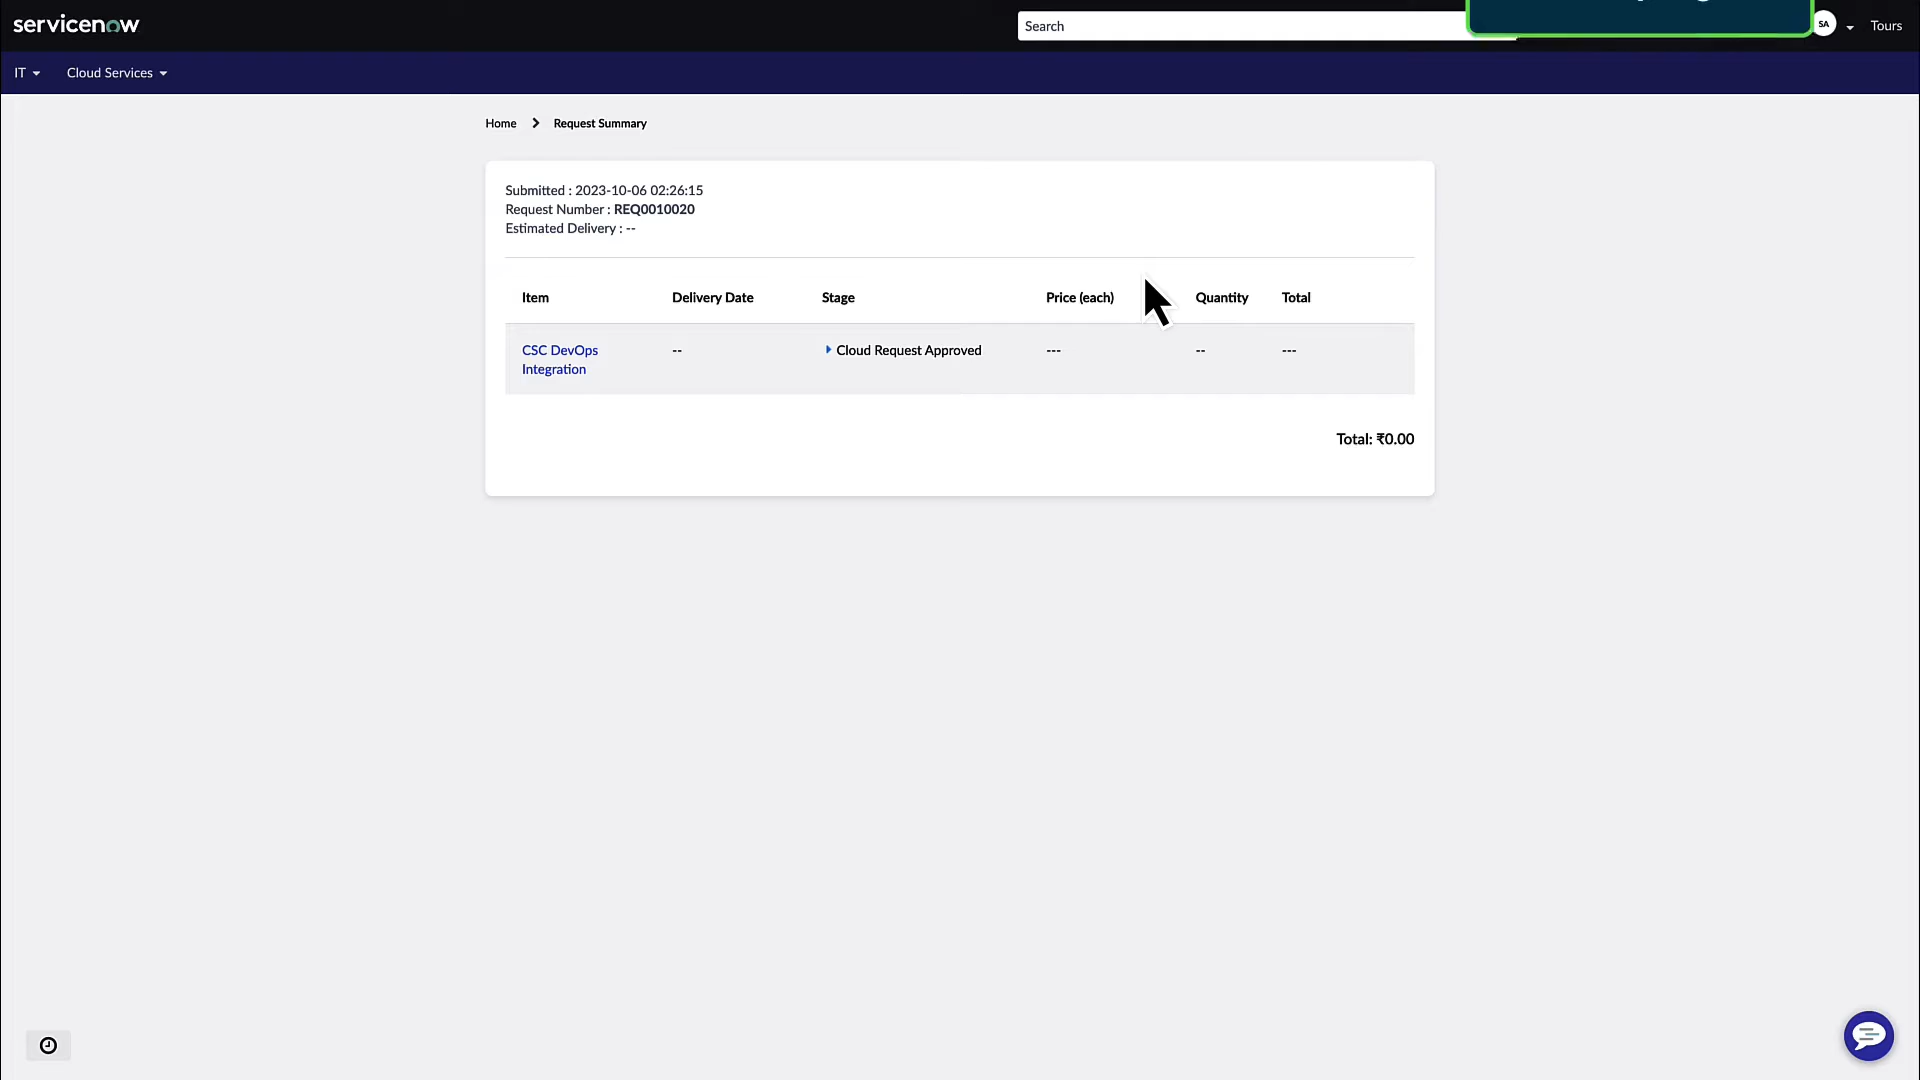 servicenow
Search
SA
Tours
IT
Cloud Services
Home
Request Summary
Submitted : 2023-10-06 02:26:15
Request Number : REQ0010020
Estimated Delivery : --
Item Delivery Date Stage Price (each) Quantity Total
CSC DevOps -- Cloud Request Approved --- -- ---
Integration
Total: ₹0.00